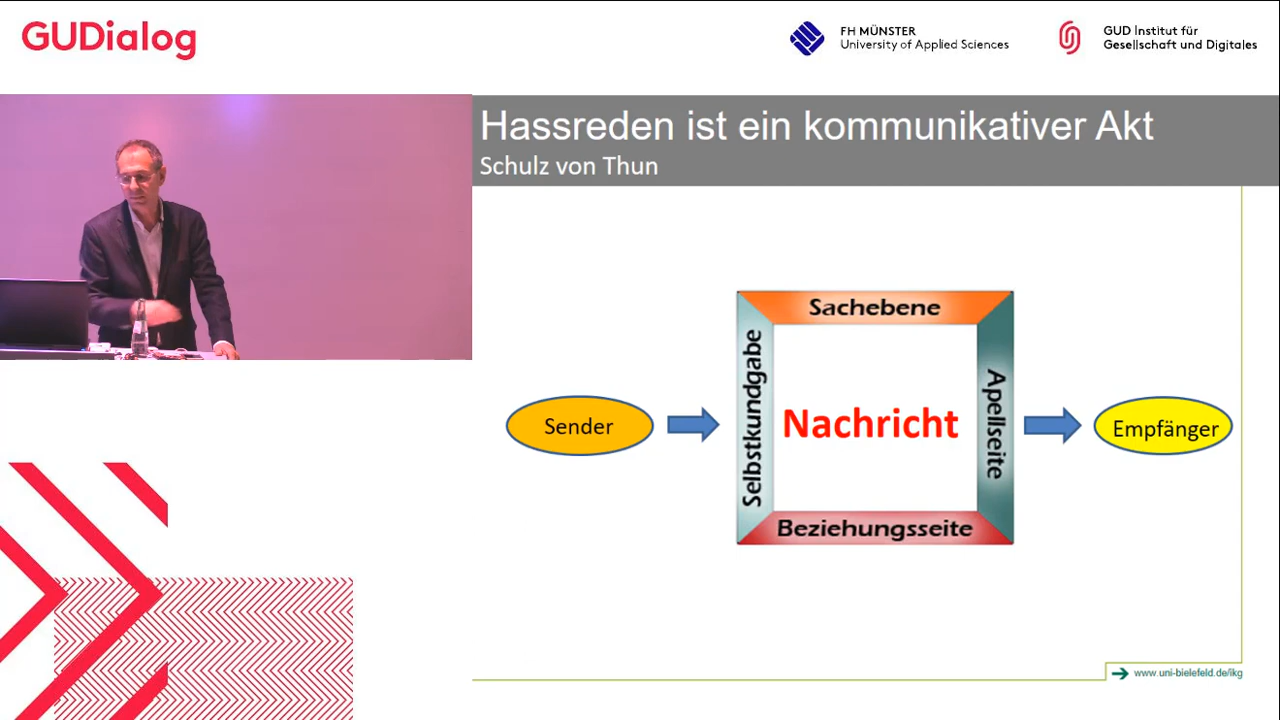 GUDialog
FH MÜNSTER
University of Applied Sciences
GUD Institut für
Gesellschaft und Digitales
Hassreden ist ein kommunikativer Akt
Schulz von Thun
Sachebene
Selbstkundgabe
Nachricht
Apellseite
Beziehungsseite
Sender
Empfänger
www.uni-bielefeld.de/ikg